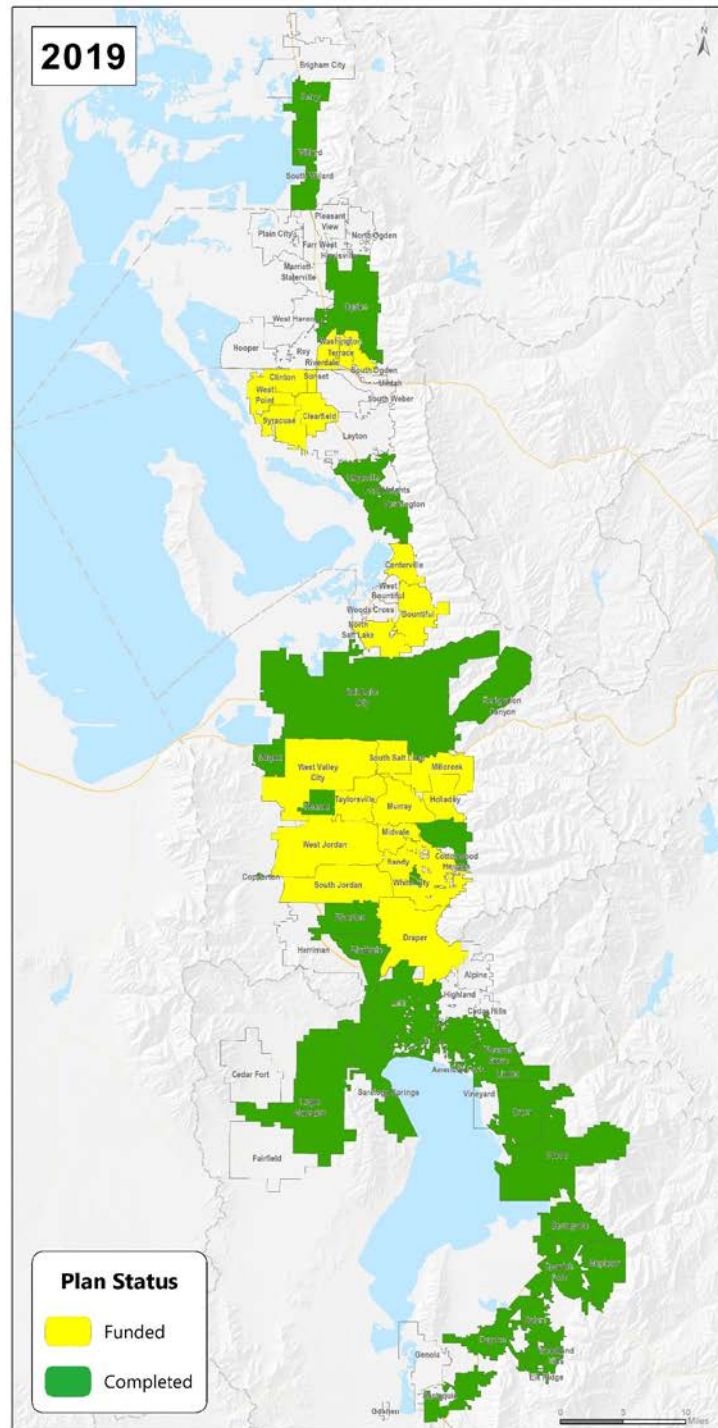 2019
N
Brigham City
Perry
Willard
South Willard
Pleasant
View
Plain City
North Ogden
Farr West
Harrisville
Marriott-
Slaterville
Ogden
West Haven
Hooper
Roy
Washington
Terrace
Riverdale
South Ogden
Uintah
Clinton
Sunset
West
Point
South Weber
Syracuse
Clearfield
Layton
Centerville
West
Bountiful
Woods Cross
Bountiful
North
Salt Lake
Salt Lake
City
Emigration
Canyon
Magna
West Valley
City
South Salt Lake
Millcreek
Kearns
Taylorsville
Murray
Holladay
Midvale
West Jordan
Cottonwood
Heights
Sandy
Copperton
South Jordan
White City
Riverton
Bluffdale
Herriman
Draper
Alpine
Highland
Cedar Hills
Lehi
Pleasant
Grove
Lindon
American Fork
Cedar Fort
Eagle
Mountain
Saratoga Springs
Vineyard
Orem
Provo
Fairfield
Springville
Spanish
Fork
Mapleton
Salem
Payson
Woodland
Hills
Elk Ridge
Genola
Santaquin
Goshen
Plan Status
Funded
Completed
0 5 10
Miles